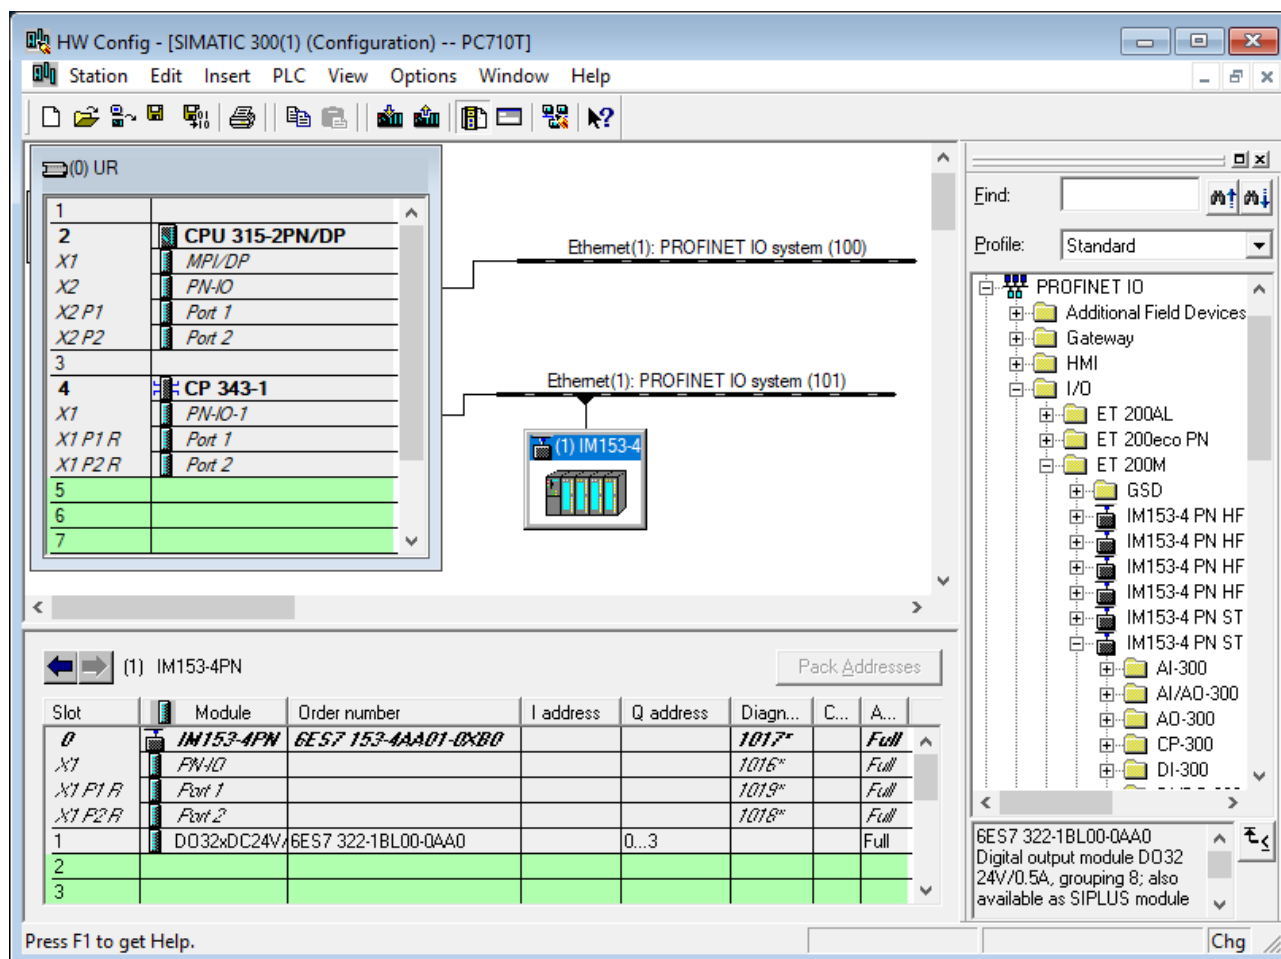 HW Config - [SIMATIC 300(1) (Configuration) -- PC710T]
Station Edit Insert PLC View Options Window Help
(0) UR
1
2 CPU 315-2PN/DP
X1 MPI/DP
X2 PN-IO
X2 P1 Port 1
X2 P2 Port 2
3
4 CP 343-1
X1 PN-IO-1
X1 P1 R Port 1
X1 P2 R Port 2
5
6
7
Ethernet(1): PROFINET IO system (100)
Ethernet(1): PROFINET IO system (101)
(1) IM153-4
Find:
Profile: Standard
PROFINET IO
Additional Field Devices
Gateway
HMI
I/O
ET 200AL
ET 200eco PN
ET 200M
GSD
IM153-4 PN HF
IM153-4 PN HF
IM153-4 PN HF
IM153-4 PN HF
IM153-4 PN ST
IM153-4 PN ST
AI-300
AI/AO-300
AO-300
CP-300
DI-300
6ES7 322-1BL00-0AA0
Digital output module DO32
24V/0.5A, grouping 8; also
available as SIPLUS module
(1) IM153-4PN
Pack Addresses
Slot Module Order number I address Q address Diagn... C... A...
0 IM153-4PN 6ES7 153-4AA01-0XB0 1017* Full
X1 PN-IO 1016* Full
X1 P1 R Port 1 1019* Full
X1 P2 R Port 2 1018* Full
1 DO32xDC24V/ 6ES7 322-1BL00-0AA0 0...3 Full
2
3
Press F1 to get Help.
Chg